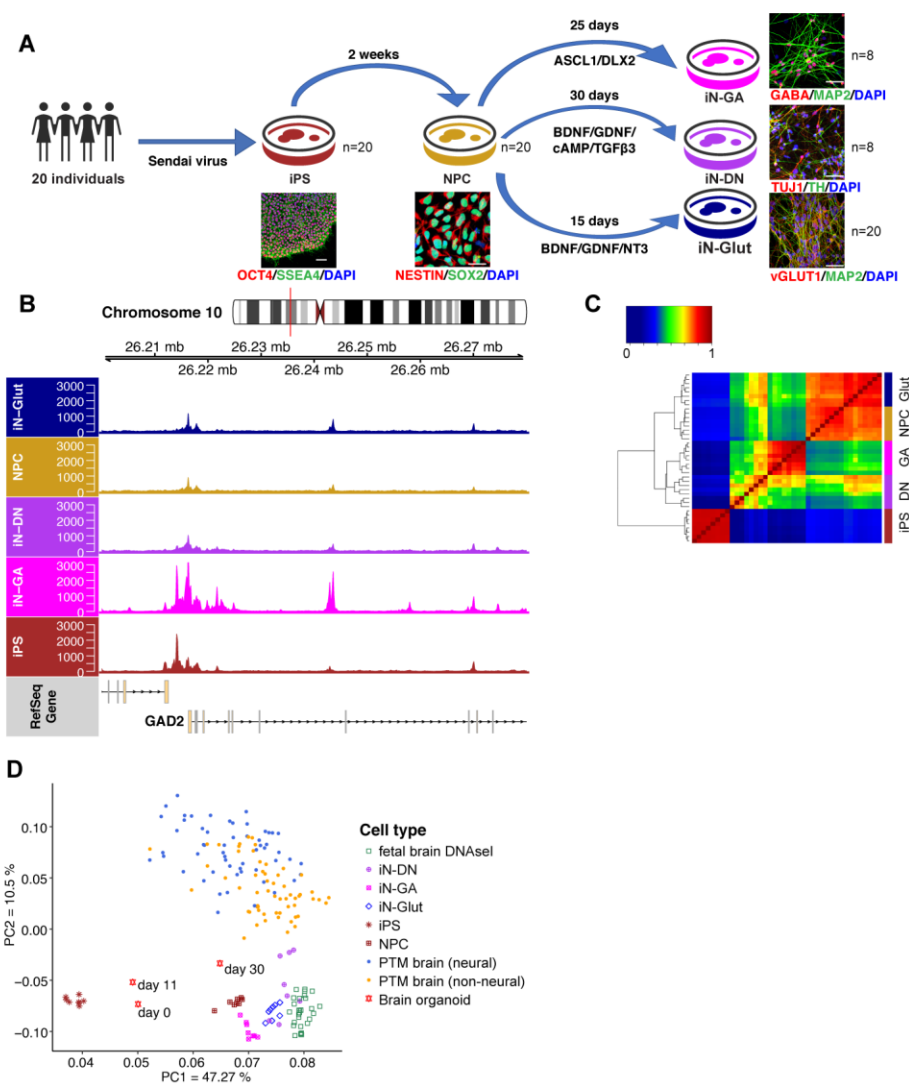 A
20 individuals
Sendai virus
iPS
n=20
OCT4/SSEA4/DAPI
2 weeks
NPC
n=20
NESTIN/SOX2/DAPI
25 days
ASCL1/DLX2
iN-GA
n=8
GABA/MAP2/DAPI
30 days
BDNF/GDNF/
cAMP/TGFβ3
iN-DN
n=8
TUJ1/TH/DAPI
15 days
BDNF/GDNF/NT3
iN-Glut
n=20
vGLUT1/MAP2/DAPI
B
Chromosome 10
26.21 mb 26.23 mb 26.25 mb 26.27 mb
26.22 mb 26.24 mb 26.26 mb
iN-Glut
3000
2000
1000
0
NPC
3000
2000
1000
0
iN-DN
3000
2000
1000
0
iN-GA
3000
2000
1000
0
iPS
3000
2000
1000
0
RefSeq
Gene
GAD2
C
0 1
Glut
NPC
GA
DN
iPS
D
PC2 = 10.5 %
0.10
0.05
0.00
−0.05
−0.10
day 11
day 0
day 30
0.04 0.05 0.06 0.07 0.08
PC1 = 47.27 %
Cell type
fetal brain DNAseI
iN-DN
iN-GA
iN-Glut
iPS
NPC
PTM brain (neural)
PTM brain (non-neural)
Brain organoid